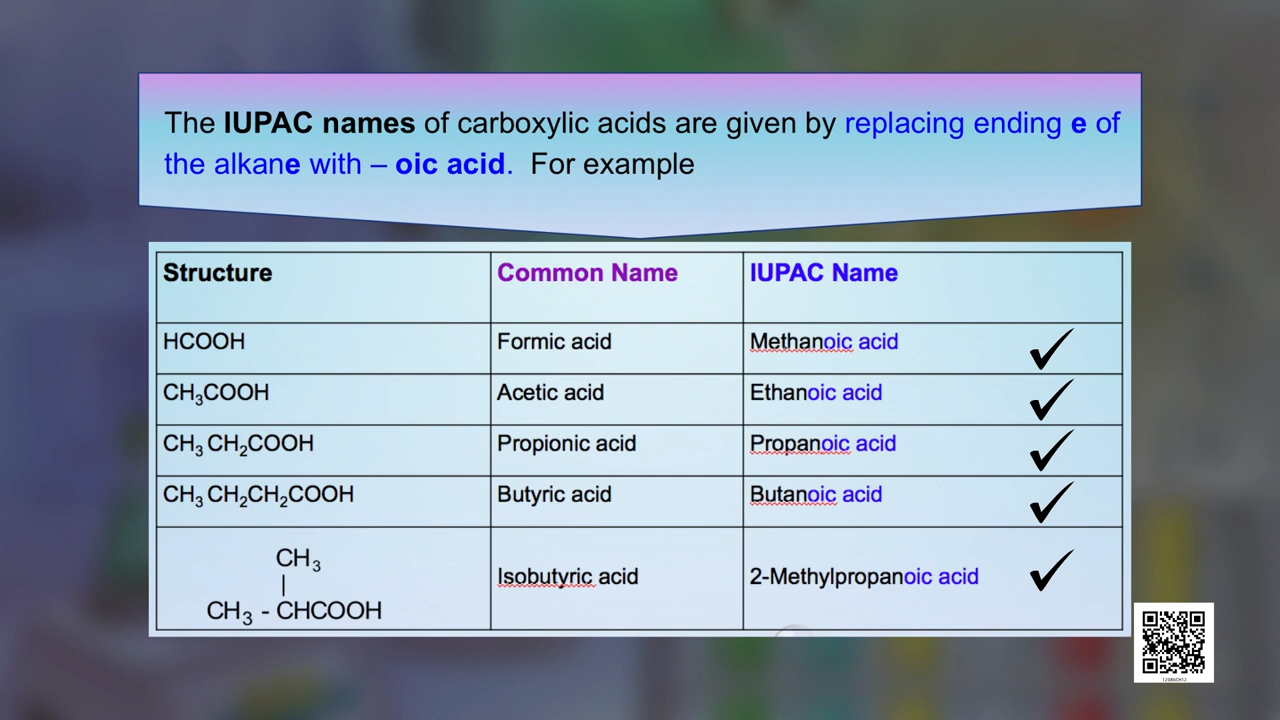 The IUPAC names of carboxylic acids are given by replacing ending e of
the alkane with – oic acid. For example
Structure Common Name IUPAC Name
HCOOH Formic acid Methanoic acid
CH₃COOH Acetic acid Ethanoic acid
CH₃ CH₂COOH Propionic acid Propanoic acid
CH₃ CH₂CH₂COOH Butyric acid Butanoic acid
CH₃
|
CH₃ - CHCOOH Isobutyric acid 2-Methylpropanoic acid